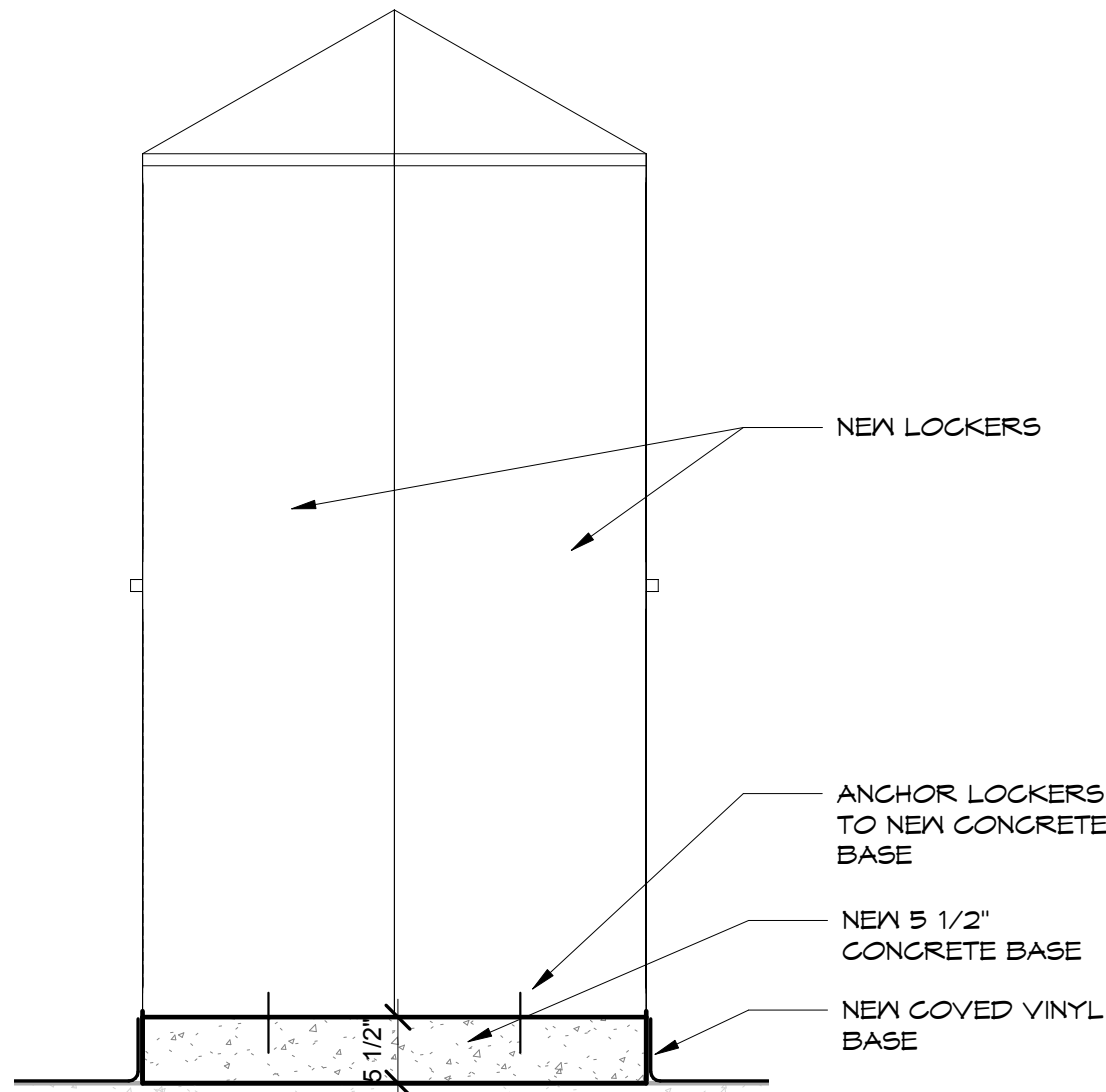 NEW LOCKERS
ANCHOR LOCKERS
TO NEW CONCRETE
BASE
NEW 5 1/2"
CONCRETE BASE
NEW COVED VINYL
BASE
5 1/2"